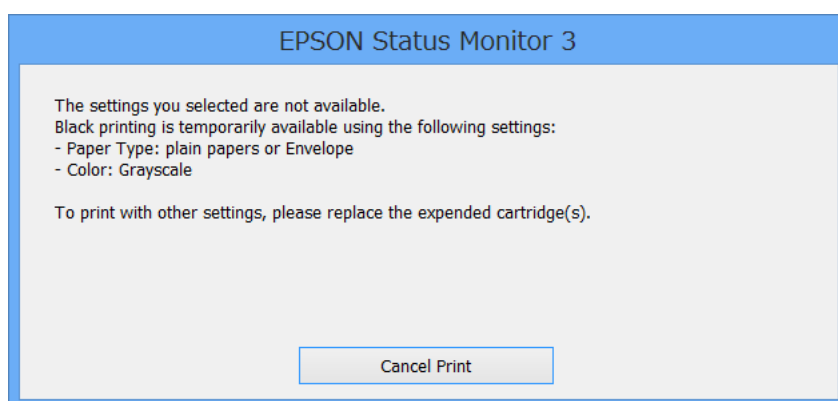 EPSON Status Monitor 3
The settings you selected are not available.
Black printing is temporarily available using the following settings:
- Paper Type: plain papers or Envelope
- Color: Grayscale
To print with other settings, please replace the expended cartridge(s).
Cancel Print